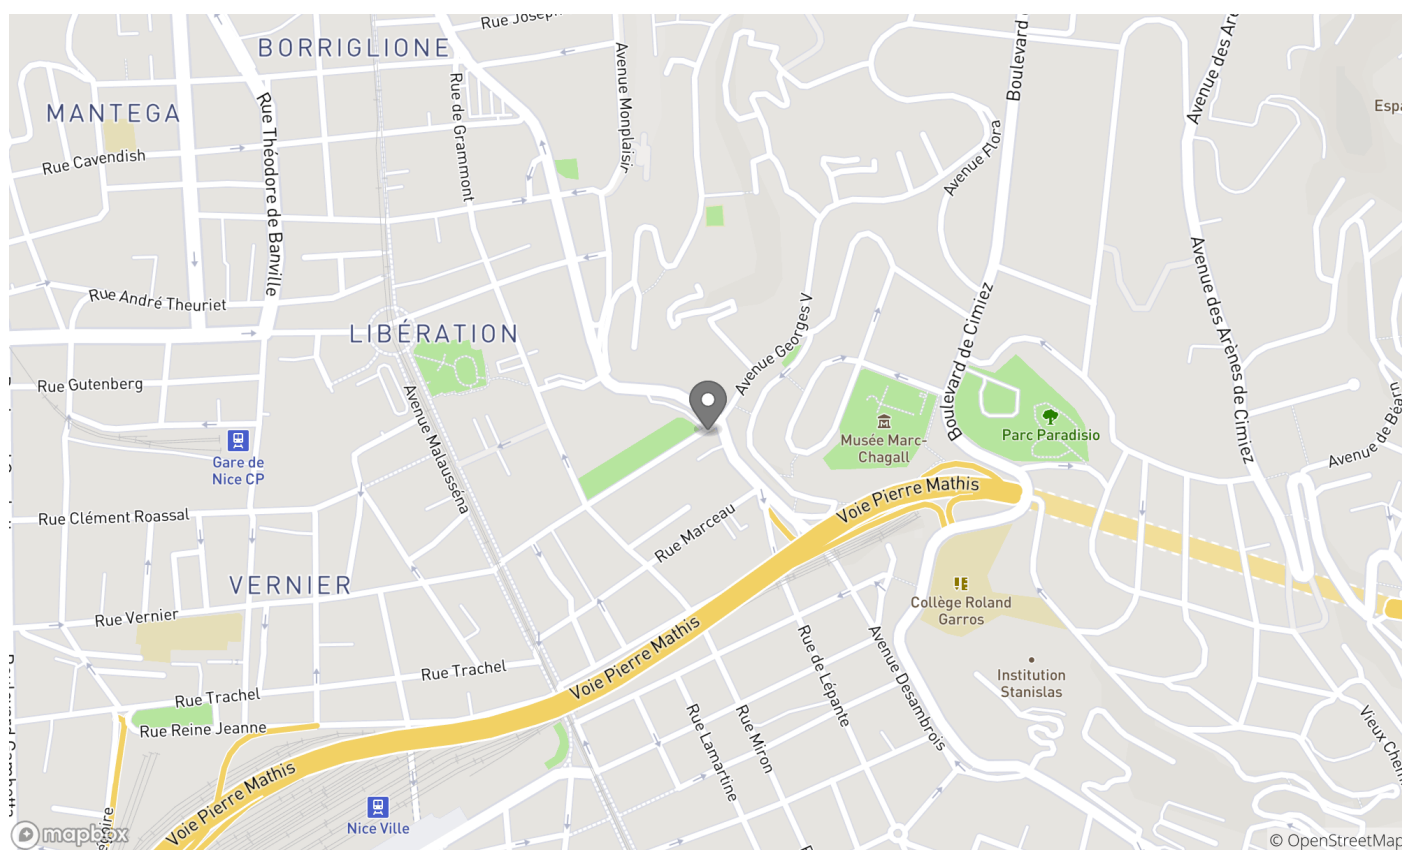 Rue Joseph
BORRIGLIONE
MANTEGA
Rue Cavendish
Rue Théodore de Banville
Rue de Grammont
Avenue Monplaisir
Avenue Flora
Boulevard
Avenue des Arè
Espa
Rue André Theuriet
LIBÉRATION
Avenue Georges V
Boulevard de Cimiez
Avenue des Arènes de Cimiez
Rue Gutenberg
Avenue Malausséna
Gare de
Nice CP
Musée Marc-
Chagall
Parc Paradisio
Avenue de Béarn
Rue Clément Roassal
Voie Pierre Mathis
Rue Marceau
VERNIER
Rue Vernier
Collège Roland
Garros
Voie Pierre Mathis
Rue de Lépante
Avenue Desambrois
Institution
Stanislas
Rue Trachel
Rue Trachel
Rue Reine Jeanne
Rue Lamartine
Rue Miron
Vieux Chem
Voie Pierre Mathis
Nice Ville
mapbox
© OpenStreetMap